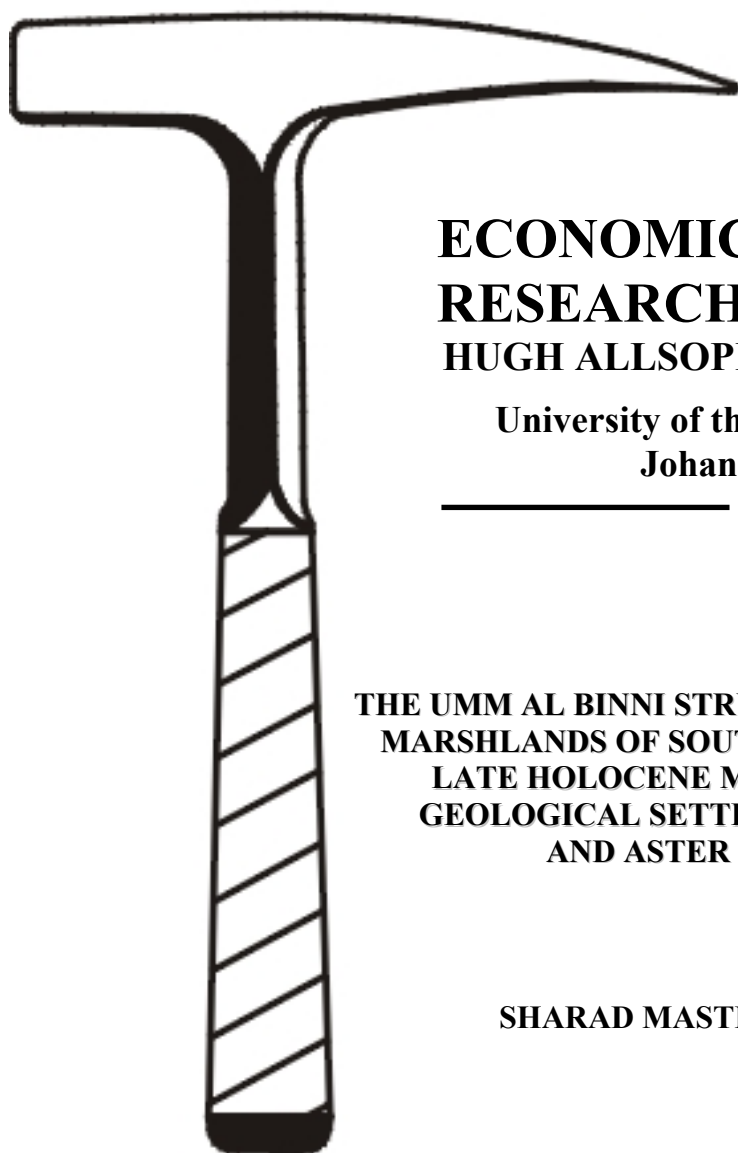 ECONOMIC
RESEARCH
HUGH ALLSOP
University of th
Johan
THE UMM AL BINNI STR
MARSHLANDS OF SOUT
LATE HOLOCENE M
GEOLOGICAL SETTI
AND ASTER
SHARAD MAST